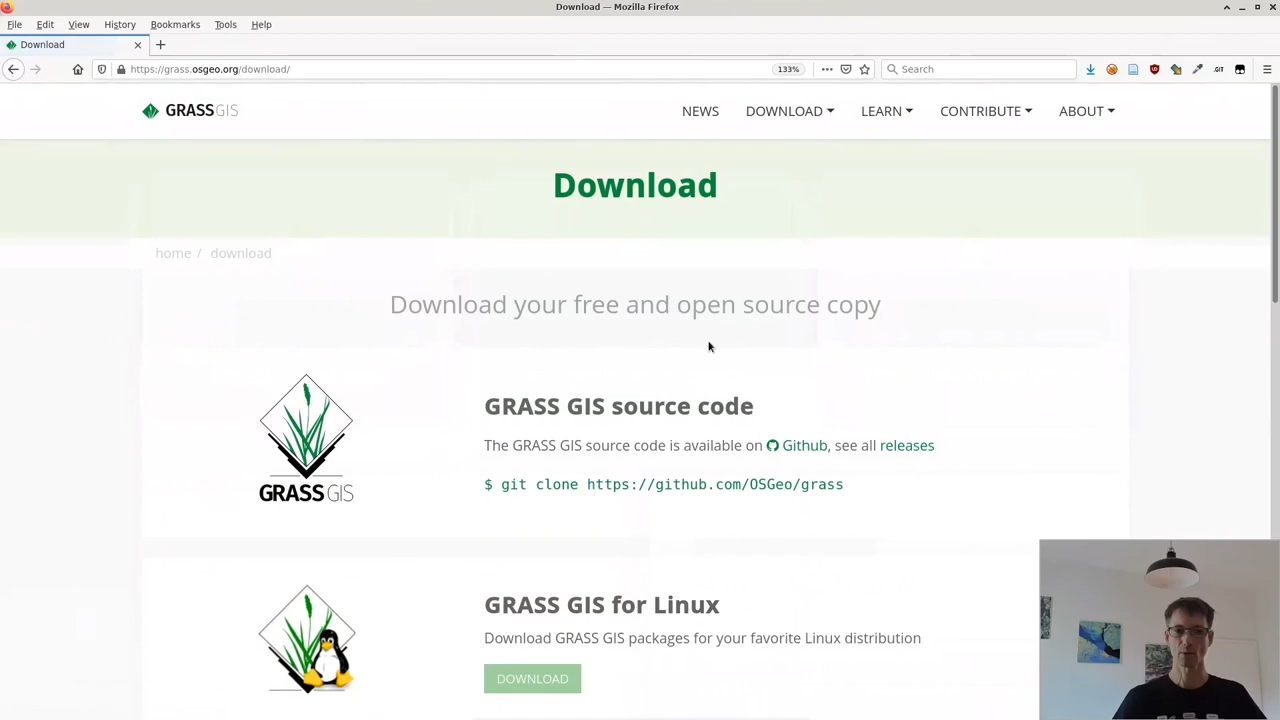 Download — Mozilla Firefox
File Edit View History Bookmarks Tools Help
Download
https://grass.osgeo.org/download/
133%
Search
.GIT
GRASSGIS
NEWS DOWNLOAD LEARN CONTRIBUTE ABOUT
Download
home / download
Download your free and open source copy
GRASS GIS
GRASS GIS source code
The GRASS GIS source code is available on Github, see all releases
$ git clone https://github.com/OSGeo/grass
GRASS GIS for Linux
Download GRASS GIS packages for your favorite Linux distribution
DOWNLOAD